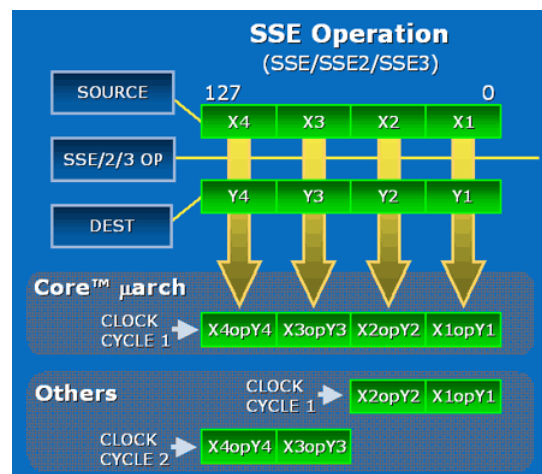 SSE Operation
(SSE/SSE2/SSE3)
SOURCE
127 0
X4 X3 X2 X1
SSE/2/3 OP
Y4 Y3 Y2 Y1
DEST
Core™ µarch
CLOCK
CYCLE 1
X4opY4 X3opY3 X2opY2 X1opY1
Others
CLOCK
CYCLE 1
X2opY2 X1opY1
CLOCK
CYCLE 2
X4opY4 X3opY3